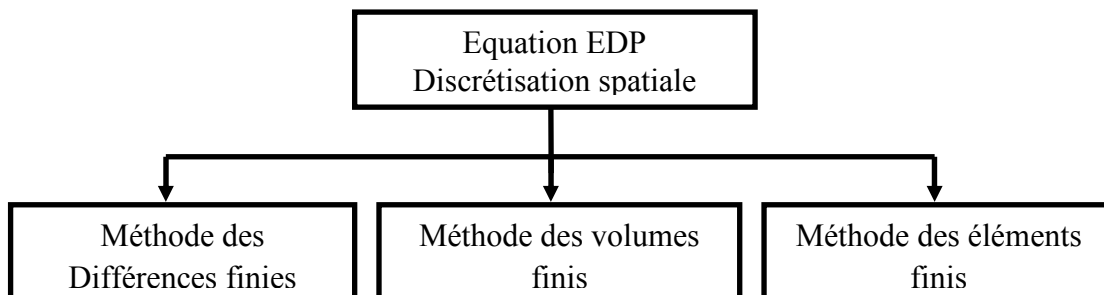 Equation EDP
Discrétisation spatiale
Méthode des
Différences finies
Méthode des volumes
finis
Méthode des éléments
finis